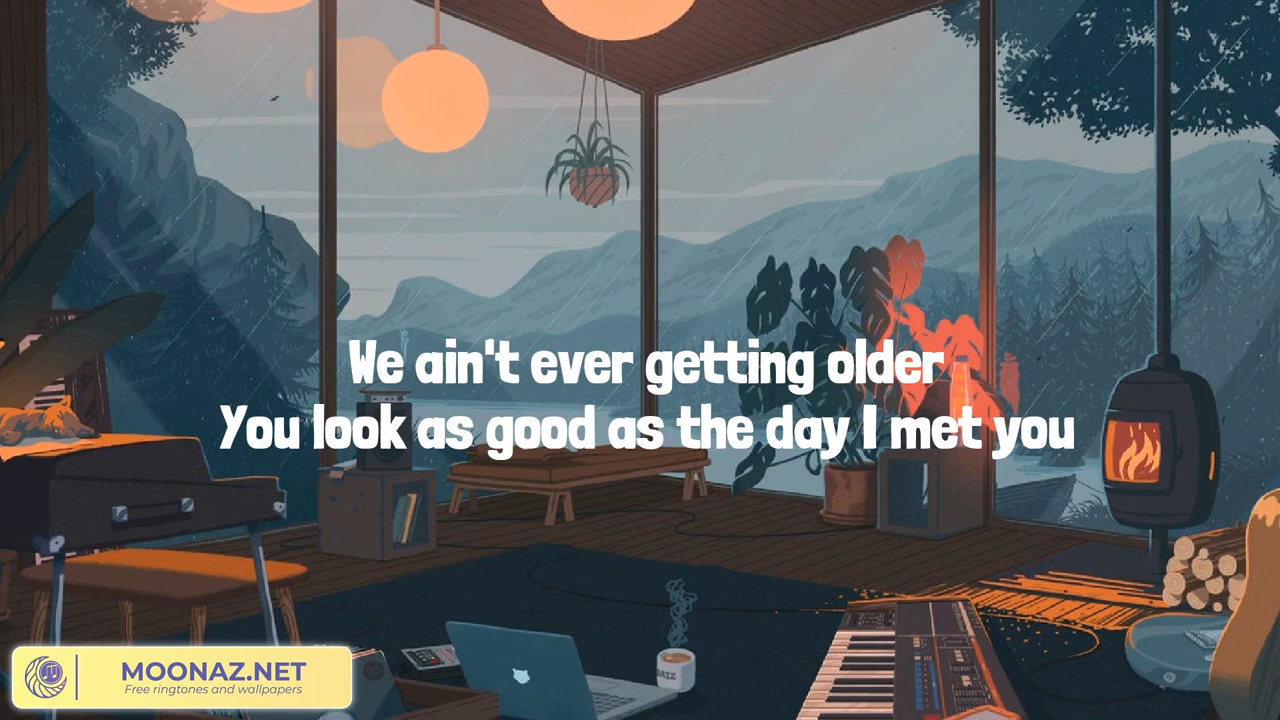 We ain't ever getting older
You look as good as the day I met you
JAZZ
MOONAZ.NET
Free ringtones and wallpapers